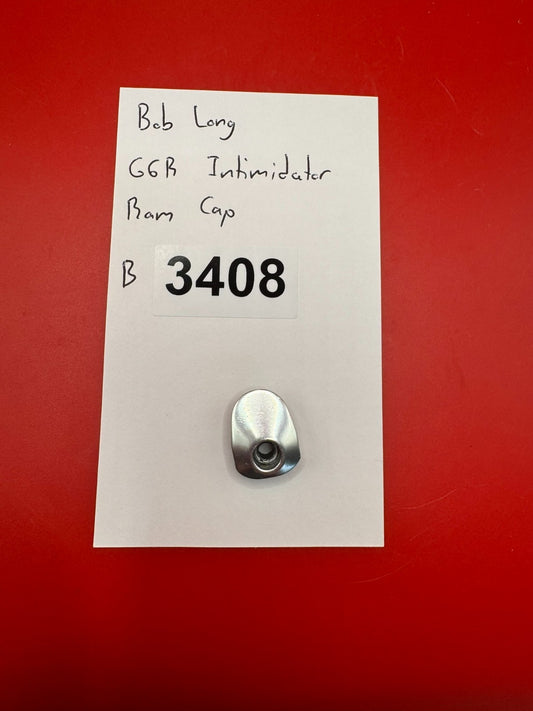 Bob Long
G6R Intimidator
Ram Cap
B 3408